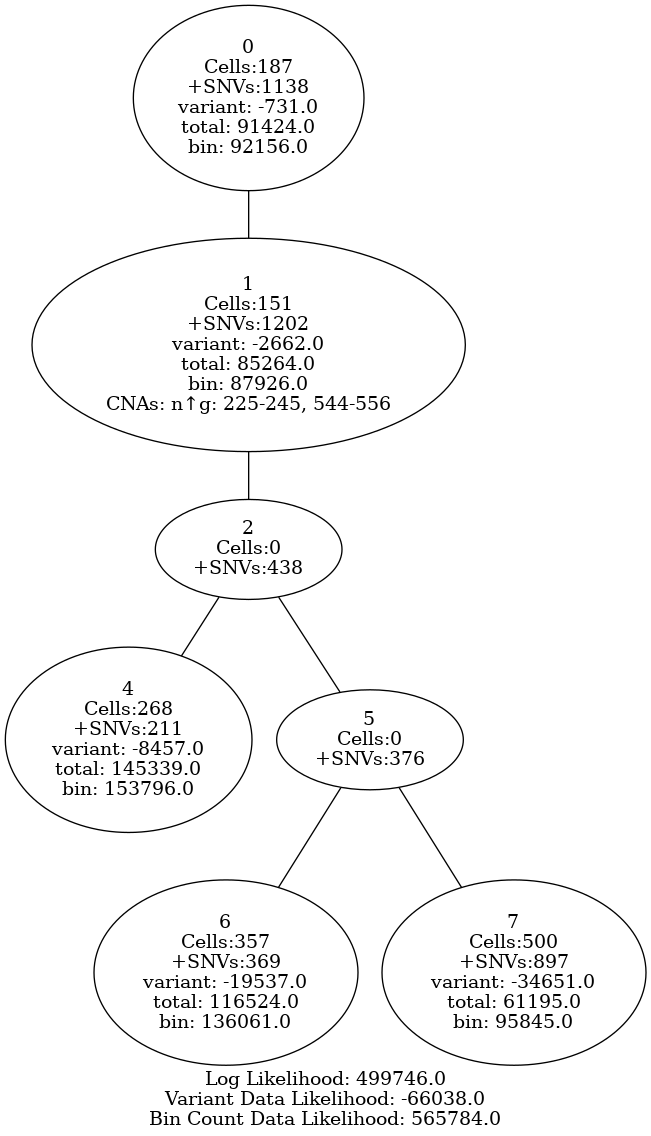 0
Cells:187
+SNVs:1138
variant: -731.0
total: 91424.0
bin: 92156.0
1
Cells:151
+SNVs:1202
variant: -2662.0
total: 85264.0
bin: 87926.0
CNAs: n↑g: 225-245, 544-556
2
Cells:0
+SNVs:438
4
Cells:268
+SNVs:211
variant: -8457.0
total: 145339.0
bin: 153796.0
5
Cells:0
+SNVs:376
6
Cells:357
+SNVs:369
variant: -19537.0
total: 116524.0
bin: 136061.0
7
Cells:500
+SNVs:897
variant: -34651.0
total: 61195.0
bin: 95845.0
Log Likelihood: 499746.0
Variant Data Likelihood: -66038.0
Bin Count Data Likelihood: 565784.0